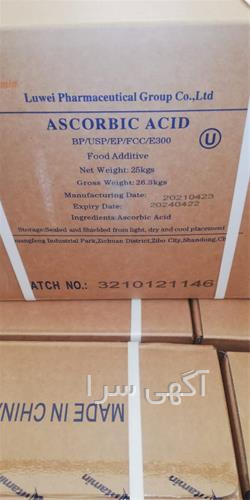 Luwei Pharmaceutical Group Co.,Ltd
ASCORBIC ACID
U
BP/USP/EP/FCC/E300
Food Additive
Net Weight: 25kgs
Gross Weight: 26.3kgs
Manufacturing Date: 20210423
Expiry Date: 20240422
Ingredients:Ascorbic Acid
Storage:Sealed and Shielded from light, dry and cool placement
Industrial Park,Zichuan District,Zibo City,Shandong,
ATCH NO.: 3210121146
آگهی سرا
MADE IN CHINA